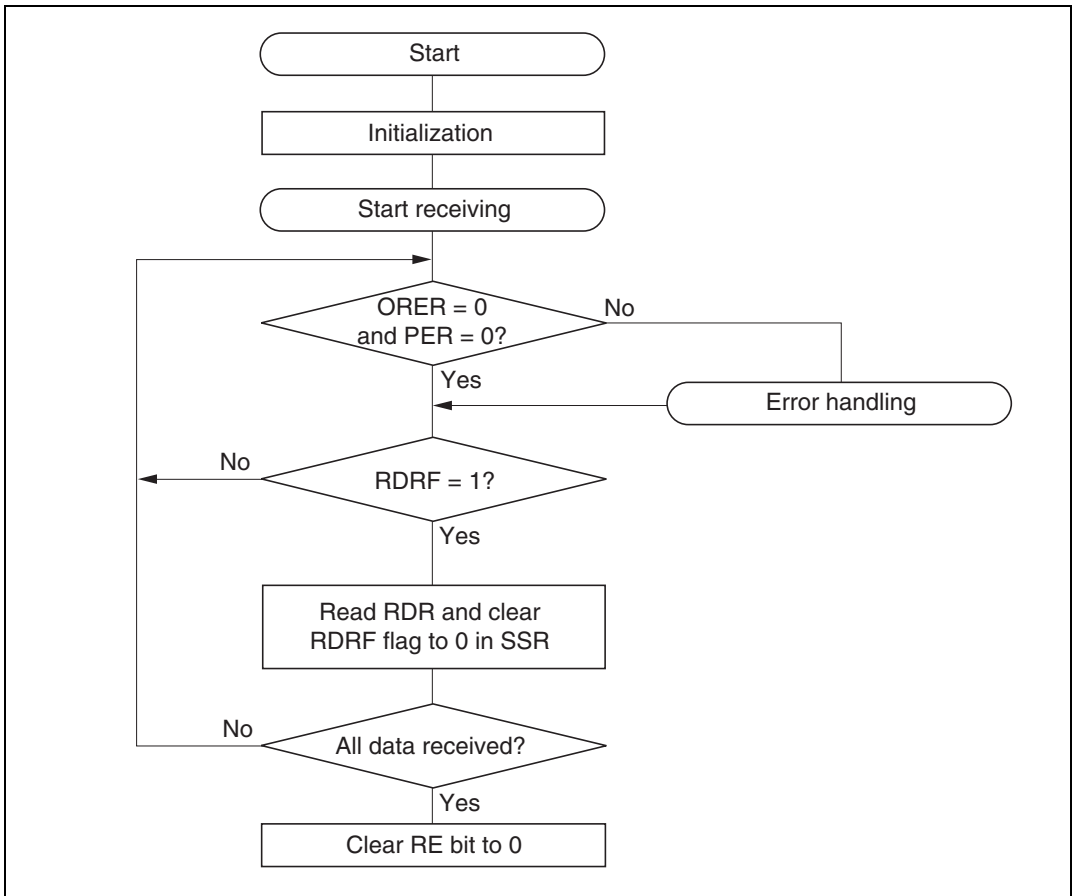 Start
Initialization
Start receiving
ORER = 0
and PER = 0?
No
Yes
Error handling
No
RDRF = 1?
Yes
Read RDR and clear
RDRF flag to 0 in SSR
No
All data received?
Yes
Clear RE bit to 0